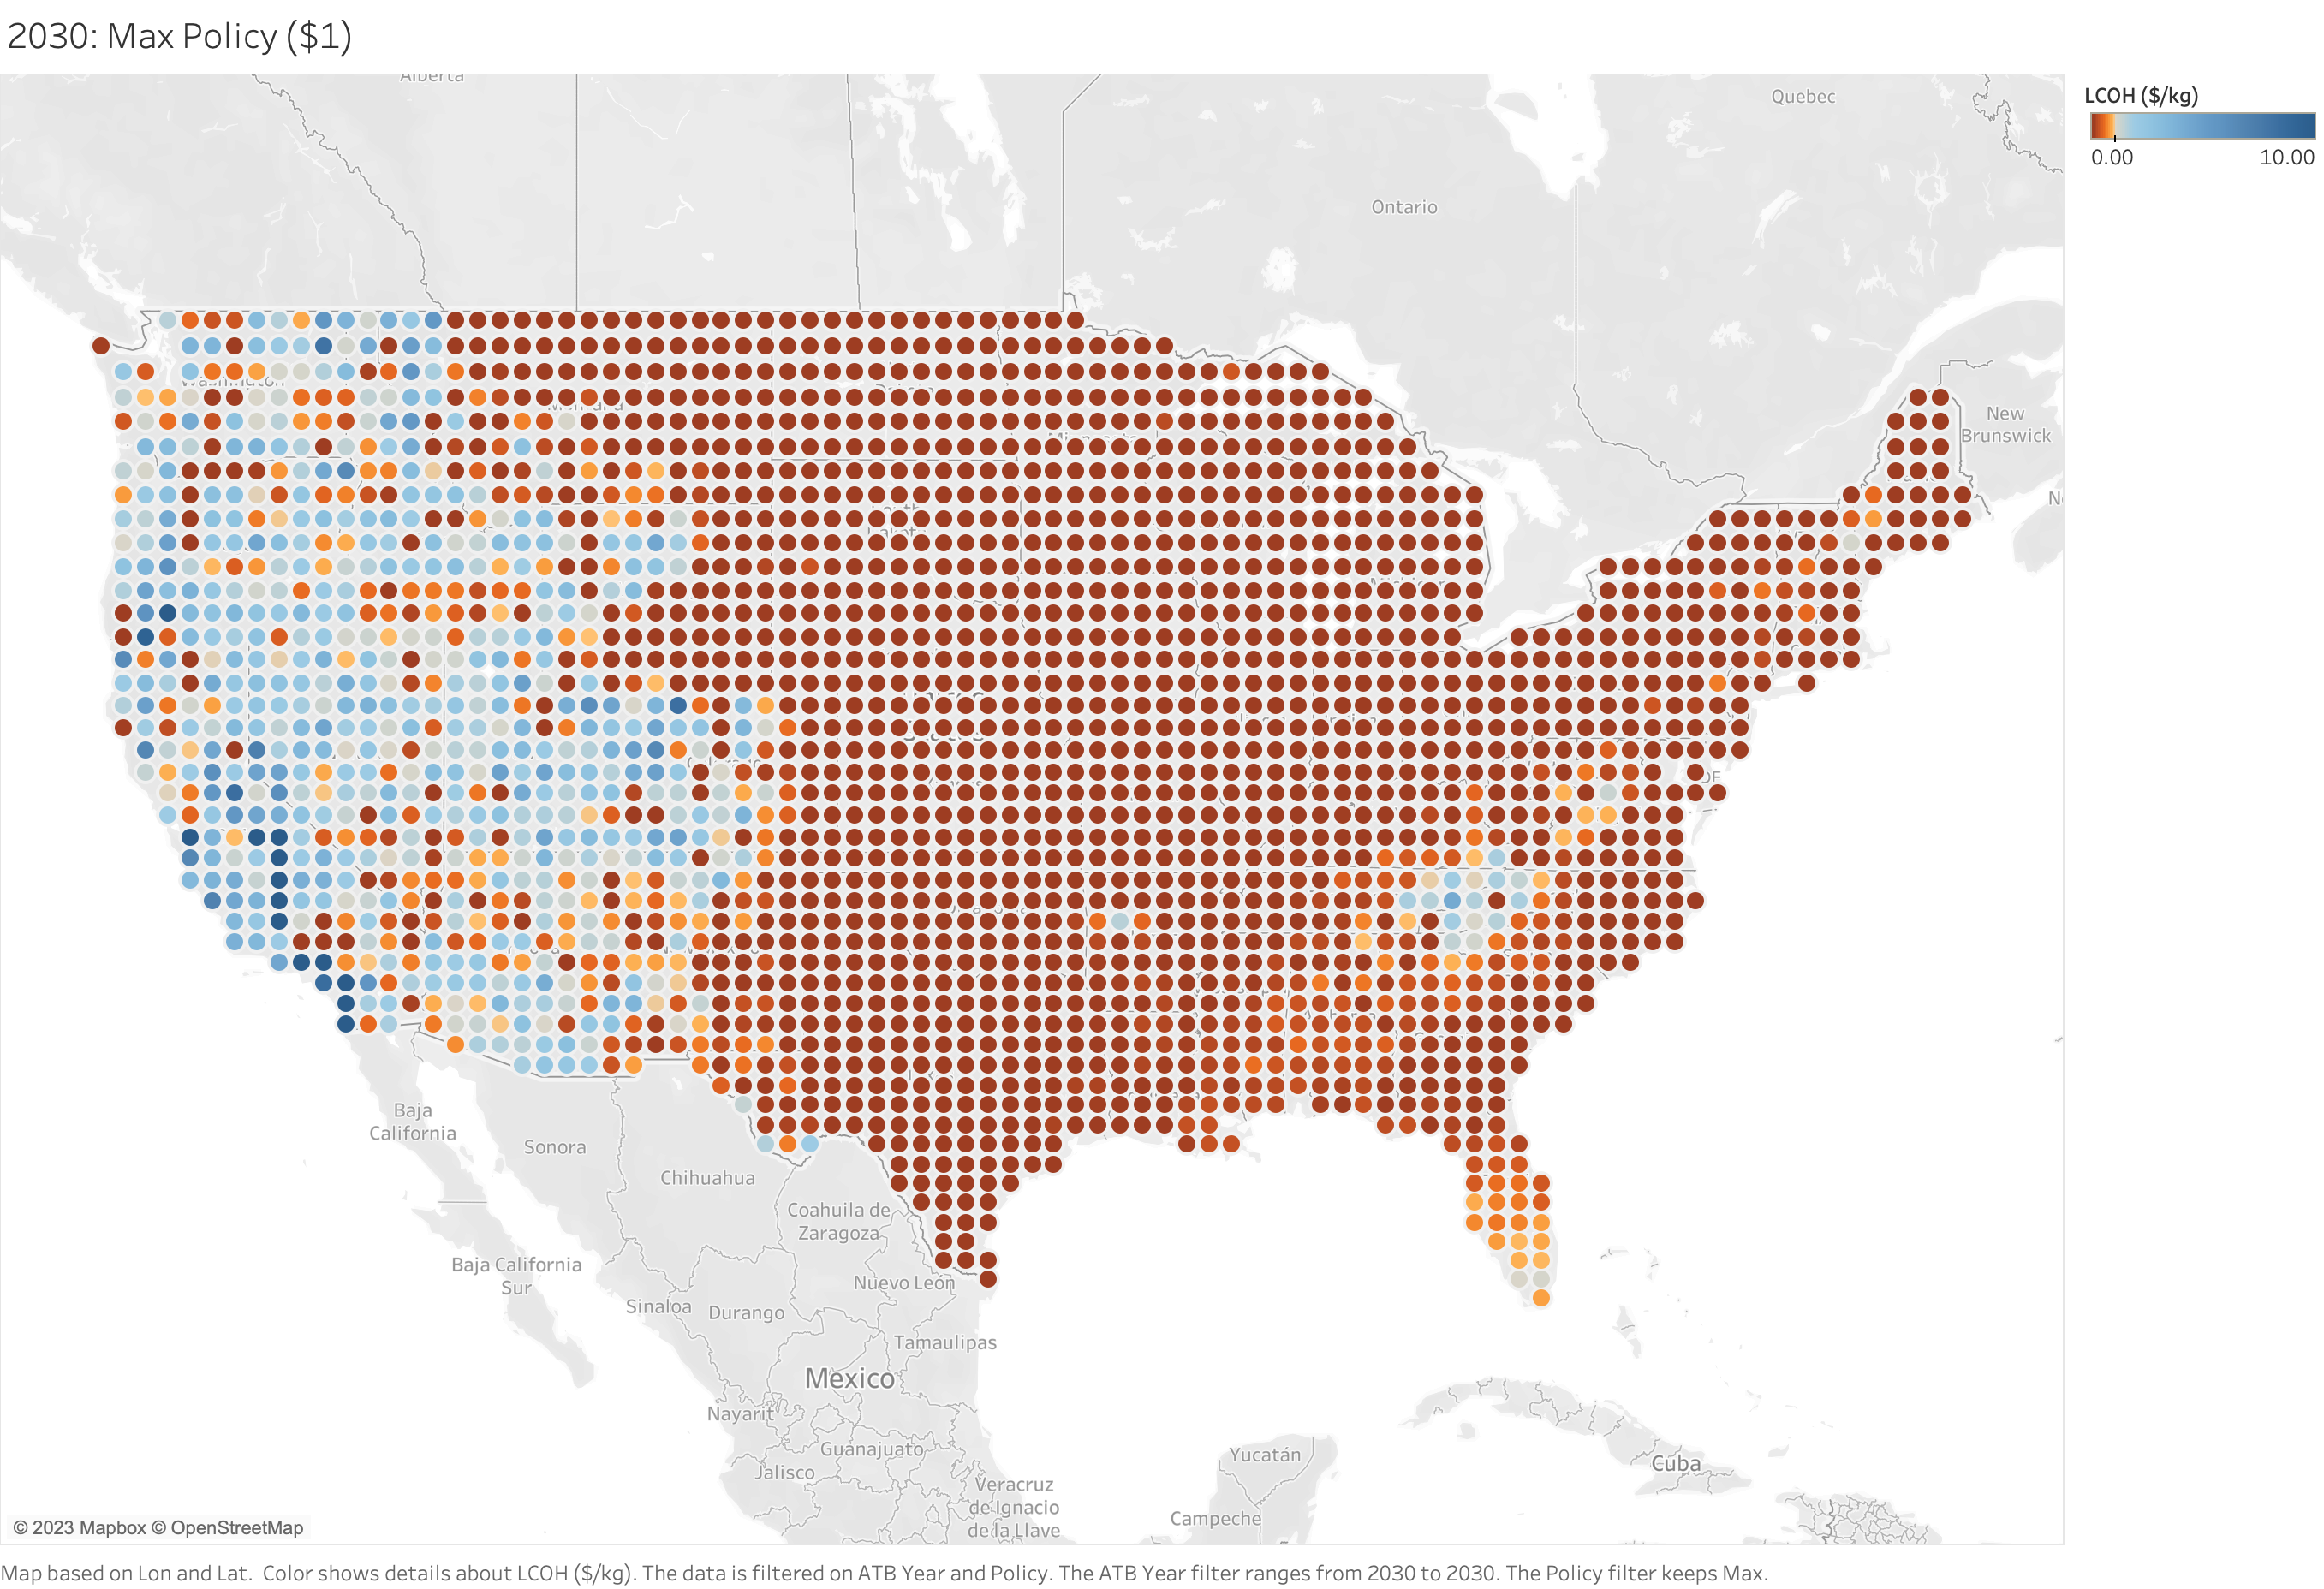 2030: Max Policy ($1)
LCOH ($/kg)
0.00
10.00
Alberta
Quebec
Ontario
New
Brunswick
Washington
Baja
California
Sonora
Chihuahua
Coahuila de
Zaragoza
Baja California
Sur
Nuevo León
Sinaloa
Durango
Tamaulipas
Mexico
Nayarit
Guanajuato
Jalisco
Yucatán
Veracruz
de Ignacio
de la Llave
Campeche
Cuba
© 2023 Mapbox © OpenStreetMap
Map based on Lon and Lat. Color shows details about LCOH ($/kg). The data is filtered on ATB Year and Policy. The ATB Year filter ranges from 2030 to 2030. The Policy filter keeps Max.